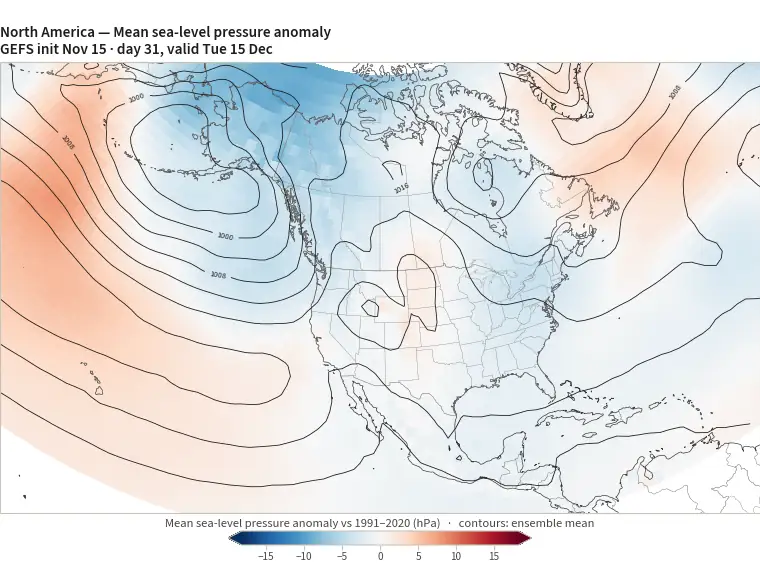 North America — Mean sea-level pressure anomaly
GEFS init Nov 15 · day 31, valid Tue 15 Dec
1000
1008
1008
1016
1000
1008
Mean sea-level pressure anomaly vs 1991–2020 (hPa)   ·   contours: ensemble mean
−15 −10 −5 0 5 10 15